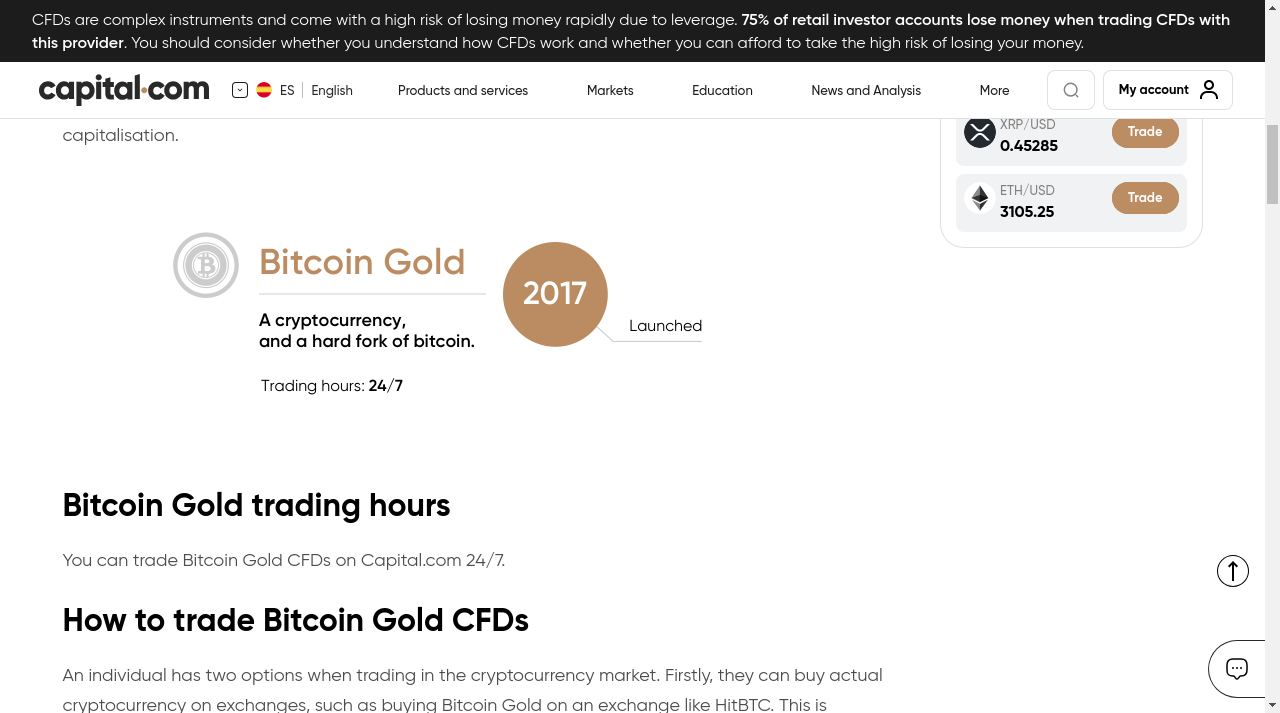 CFDs are complex instruments and come with a high risk of losing money rapidly due to leverage. 75% of retail investor accounts lose money when trading CFDs with
this provider. You should consider whether you understand how CFDs work and whether you can afford to take the high risk of losing your money.
capital.com
ES
English
Products and services
Markets
Education
News and Analysis
More
My account
capitalisation.
XRP/USD
0.45285
Trade
ETH/USD
3105.25
Trade
Bitcoin Gold
2017
Launched
A cryptocurrency,
and a hard fork of bitcoin.
Trading hours: 24/7
Bitcoin Gold trading hours
You can trade Bitcoin Gold CFDs on Capital.com 24/7.
How to trade Bitcoin Gold CFDs
An individual has two options when trading in the cryptocurrency market. Firstly, they can buy actual
cryptocurrency on exchanges, such as buying Bitcoin Gold on an exchange like HitBTC. This is